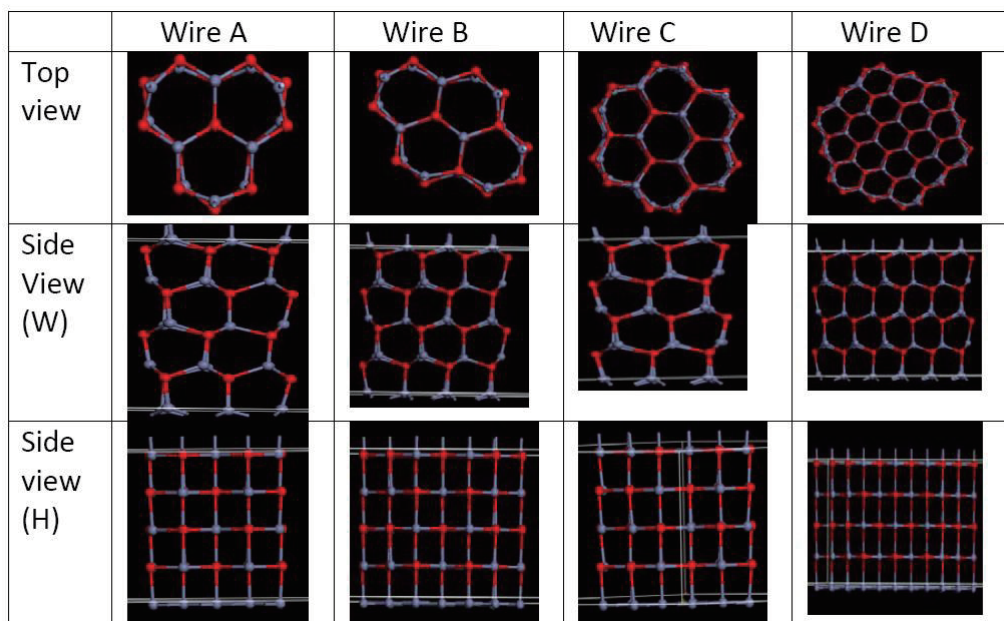 Wire A Wire B Wire C Wire D
Top
view
Side
View
(W)
Side
view
(H)